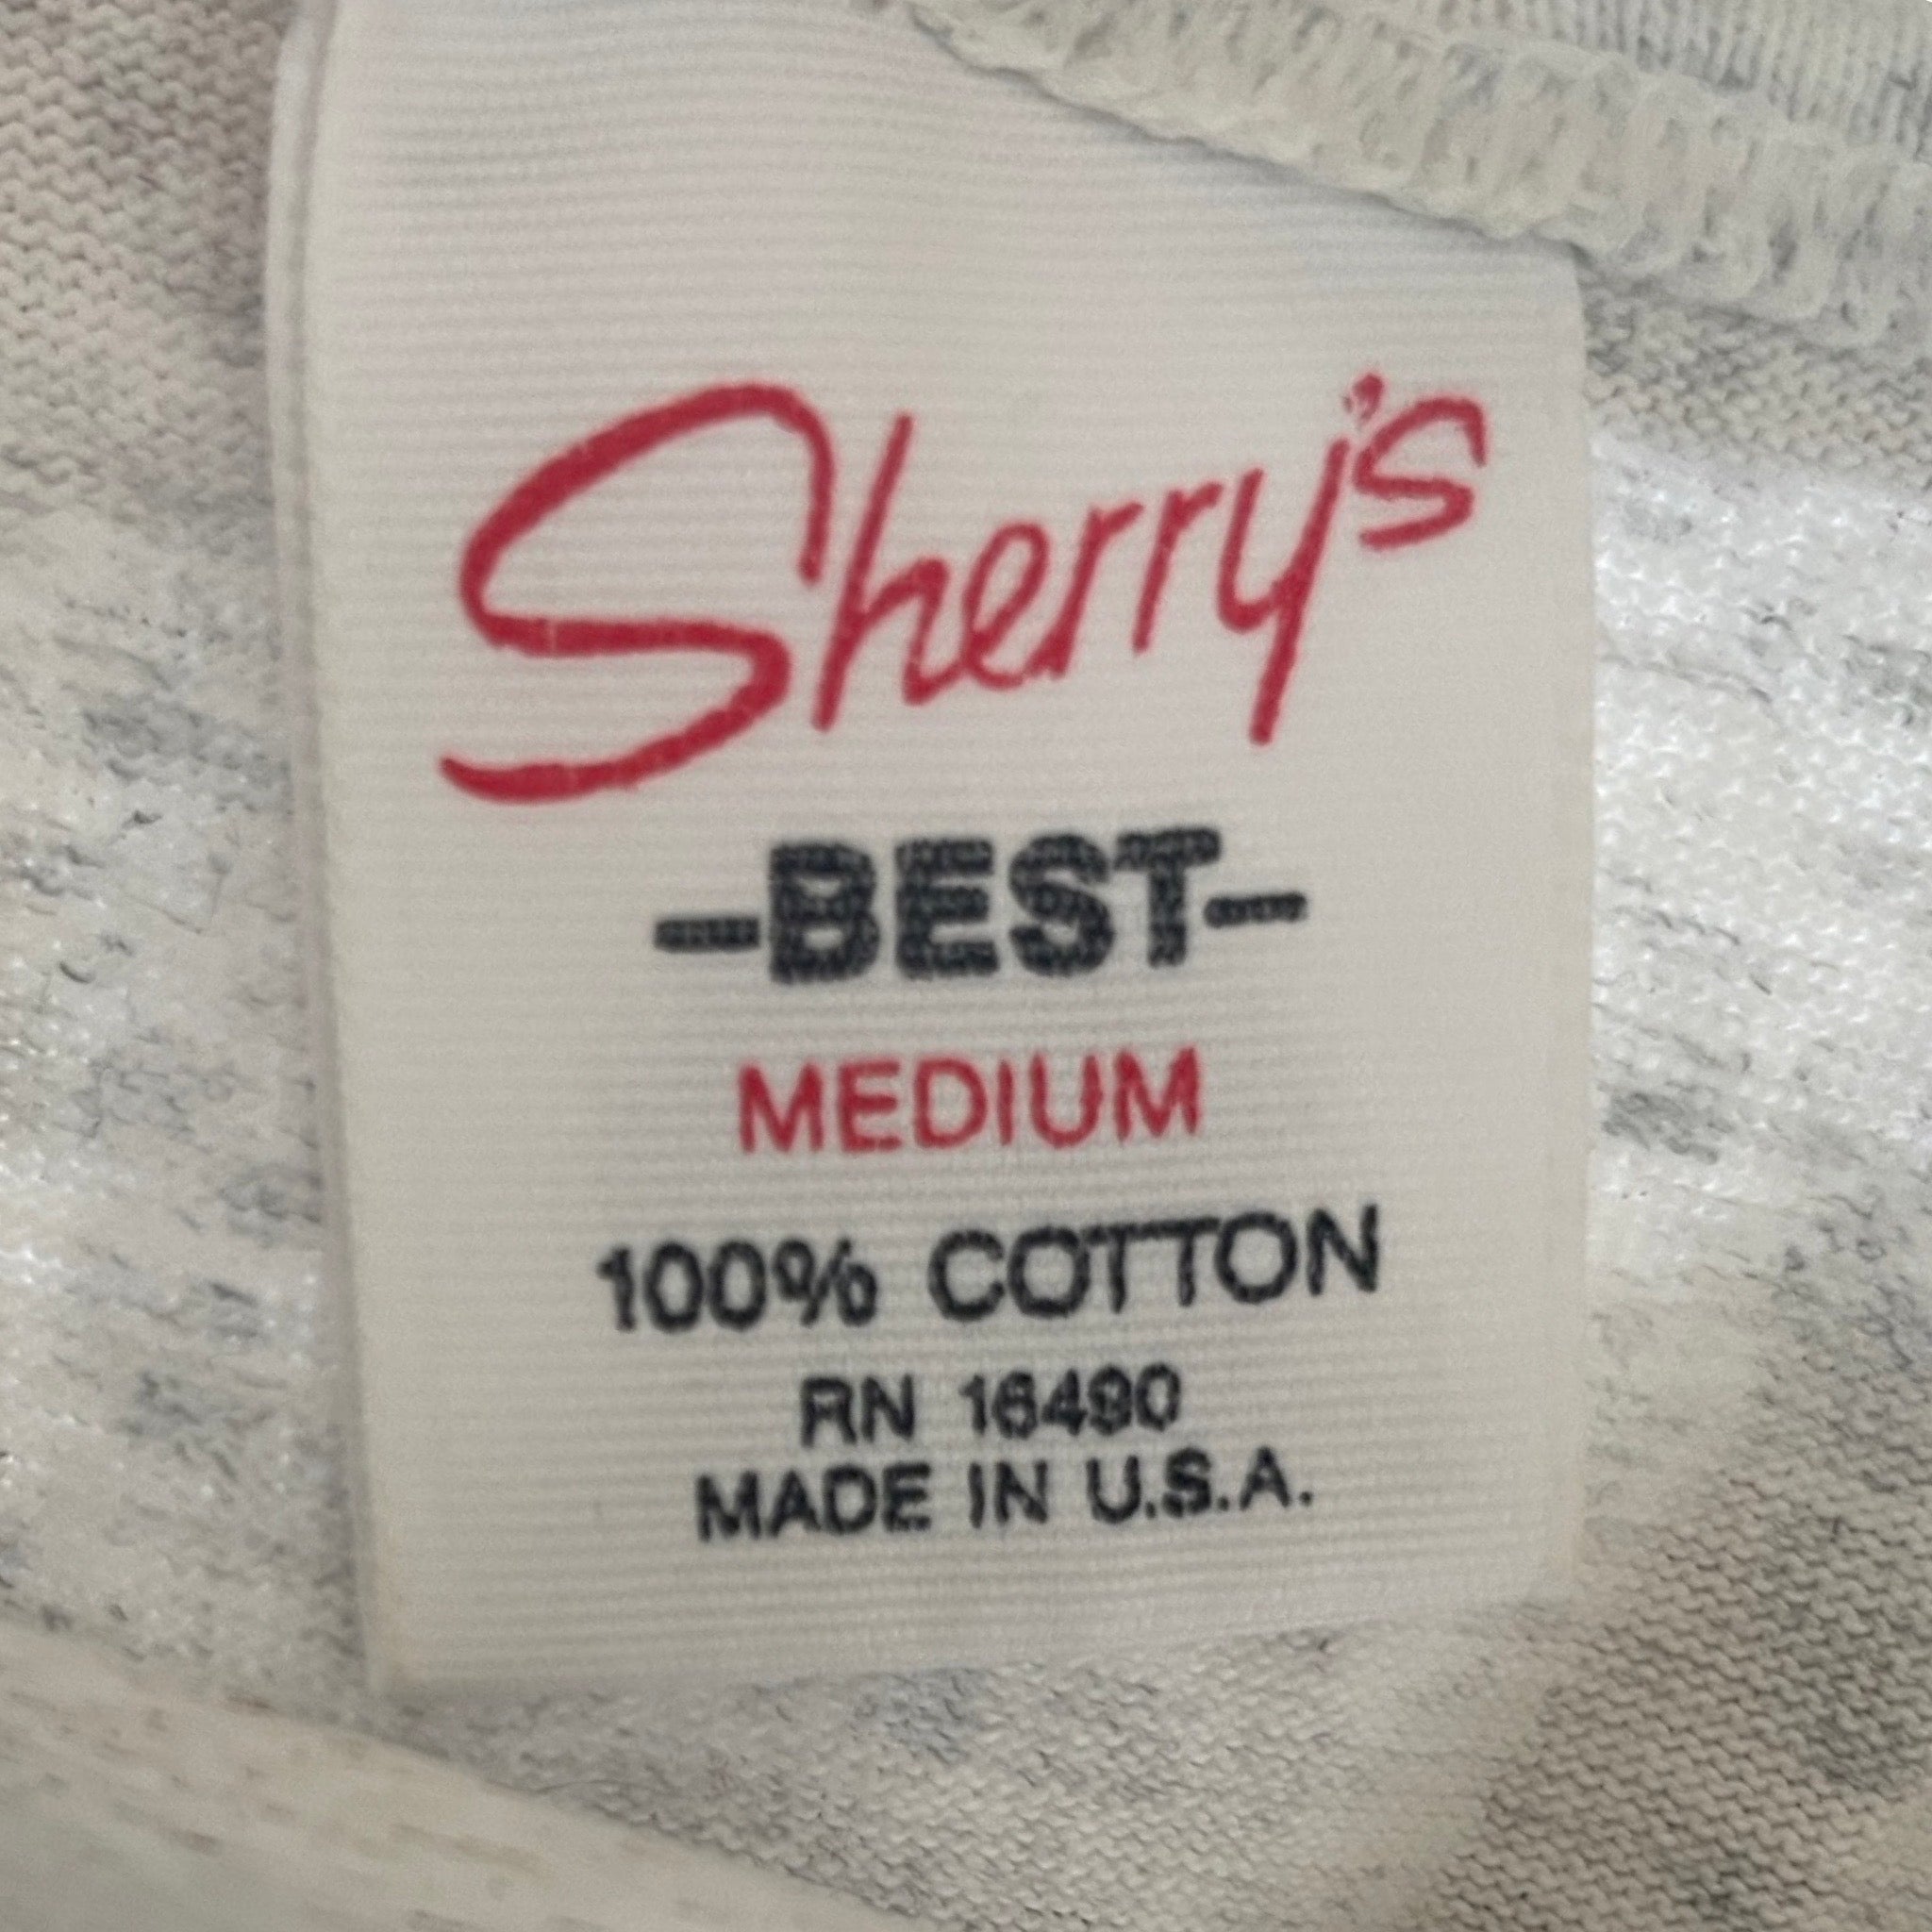 Sherry's
-BEST-
MEDIUM
100% COTTON
RN 16490
MADE IN U.S.A.